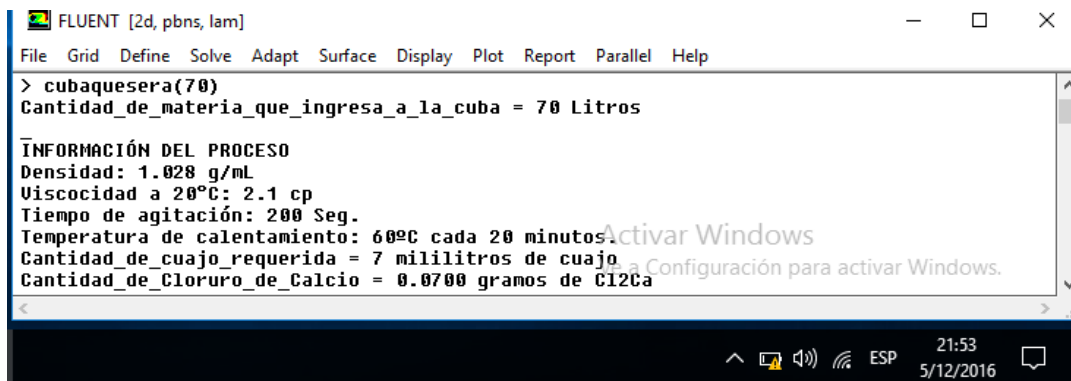 FLUENT [2d, pbns, lam]
File Grid Define Solve Adapt Surface Display Plot Report Parallel Help
> cubaquesera(70)
Cantidad_de_materia_que_ingresa_a_la_cuba = 70 Litros
INFORMACIÓN DEL PROCESO
Densidad: 1.028 g/mL
Viscocidad a 20ºC: 2.1 cp
Tiempo de agitación: 200 Seg.
Temperatura de calentamiento: 60ºC cada 20 minutos.
Activar Windows
Cantidad_de_cuajo_requerida = 7 mililitros de cuajo
Ve a Configuración para activar Windows.
Cantidad_de_Cloruro_de_Calcio = 0.0700 gramos de Cl2Ca
ESP
21:53
5/12/2016